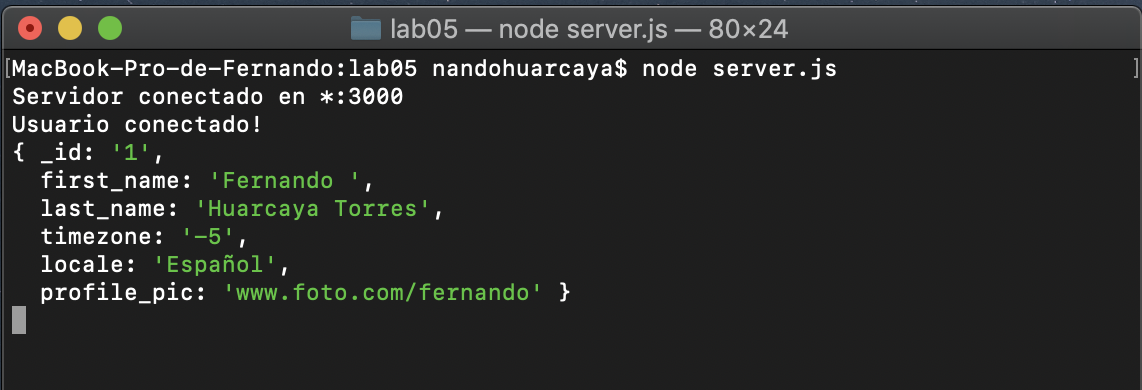 lab05 — node server.js — 80×24
[MacBook-Pro-de-Fernando:lab05 nandohuarcaya$ node server.js ]
Servidor conectado en *:3000
Usuario conectado!
{ _id: '1',
  first_name: 'Fernando ',
  last_name: 'Huarcaya Torres',
  timezone: '-5',
  locale: 'Español',
  profile_pic: 'www.foto.com/fernando' }